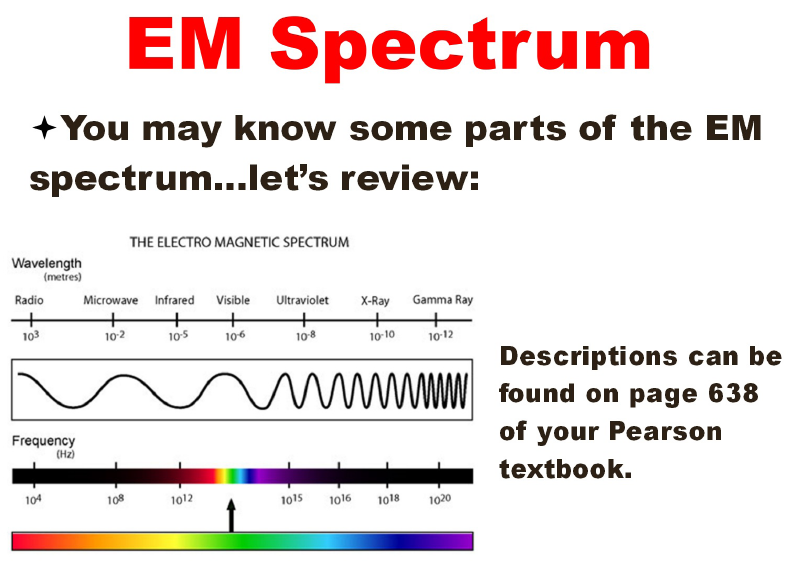 EM Spectrum
✦You may know some parts of the EM
spectrum...let's review:
THE ELECTRO MAGNETIC SPECTRUM
Wavelength
(metres)
Radio Microwave Infrared Visible Ultraviolet X-Ray Gamma Ray
10³ 10⁻² 10⁻⁵ 10⁻⁶ 10⁻⁸ 10⁻¹⁰ 10⁻¹²
Frequency
(Hz)
10⁴ 10⁸ 10¹² 10¹⁵ 10¹⁶ 10¹⁸ 10²⁰
Descriptions can be
found on page 638
of your Pearson
textbook.